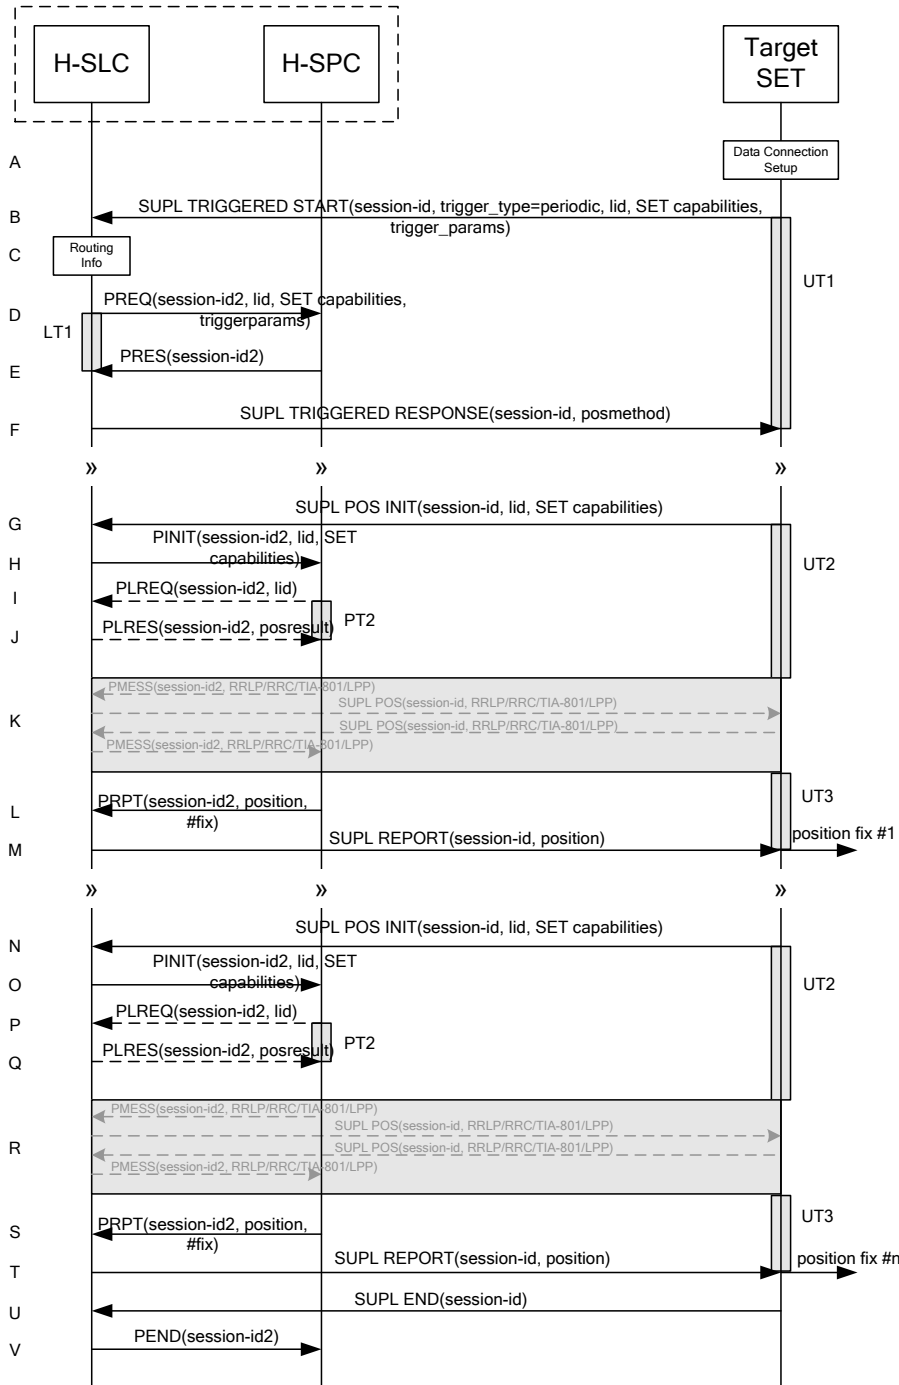 H-SLC
H-SPC
Target
SET
A
Data Connection
Setup
B
SUPL TRIGGERED START(session-id, trigger_type=periodic, lid, SET capabilities,
trigger_params)
C
Routing
Info
UT1
D
PREQ(session-id2, lid, SET capabilities,
triggerparams)
LT1
E
PRES(session-id2)
F
SUPL TRIGGERED RESPONSE(session-id, posmethod)
» » »
G
SUPL POS INIT(session-id, lid, SET capabilities)
H
PINIT(session-id2, lid, SET
capabilities)
UT2
I
PLREQ(session-id2, lid)
PT2
J
PLRES(session-id2, posresult)
K
PMESS(session-id2, RRLP/RRC/TIA-801/LPP)
SUPL POS(session-id, RRLP/RRC/TIA-801/LPP)
SUPL POS(session-id, RRLP/RRC/TIA-801/LPP)
PMESS(session-id2, RRLP/RRC/TIA-801/LPP)
UT3
L
PRPT(session-id2, position,
#fix)
M
SUPL REPORT(session-id, position)
position fix #1
» » »
N
SUPL POS INIT(session-id, lid, SET capabilities)
O
PINIT(session-id2, lid, SET
capabilities)
UT2
P
PLREQ(session-id2, lid)
PT2
Q
PLRES(session-id2, posresult)
R
PMESS(session-id2, RRLP/RRC/TIA-801/LPP)
SUPL POS(session-id, RRLP/RRC/TIA-801/LPP)
SUPL POS(session-id, RRLP/RRC/TIA-801/LPP)
PMESS(session-id2, RRLP/RRC/TIA-801/LPP)
UT3
S
PRPT(session-id2, position,
#fix)
T
SUPL REPORT(session-id, position)
position fix #n
U
SUPL END(session-id)
V
PEND(session-id2)